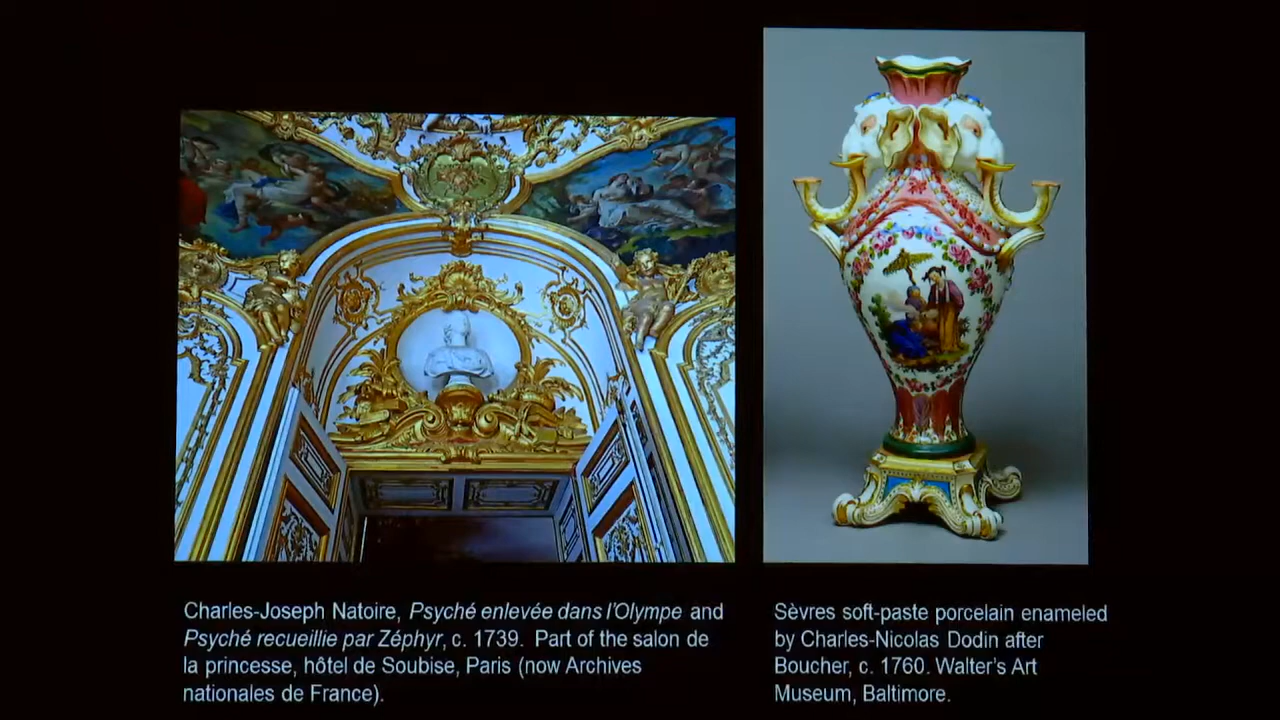 Charles-Joseph Natoire, Psyché enlevée dans l'Olympe and
Psyché recueillie par Zéphyr, c. 1739. Part of the salon de
la princesse, hôtel de Soubise, Paris (now Archives
nationales de France).
Sèvres soft-paste porcelain enameled
by Charles-Nicolas Dodin after
Boucher, c. 1760. Walter's Art
Museum, Baltimore.